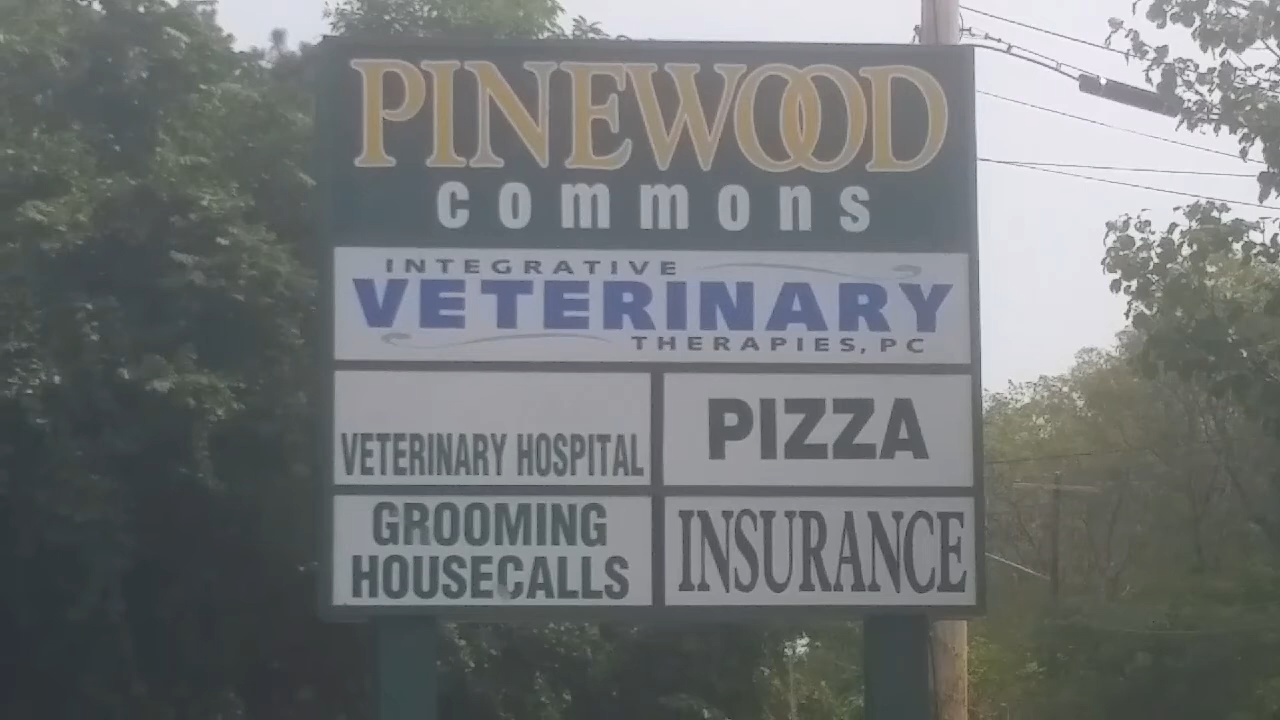 PINEWOOD
commons
INTEGRATIVE
VETERINARY
THERAPIES, PC
VETERINARY HOSPITAL
PIZZA
GROOMING
HOUSECALLS
INSURANCE